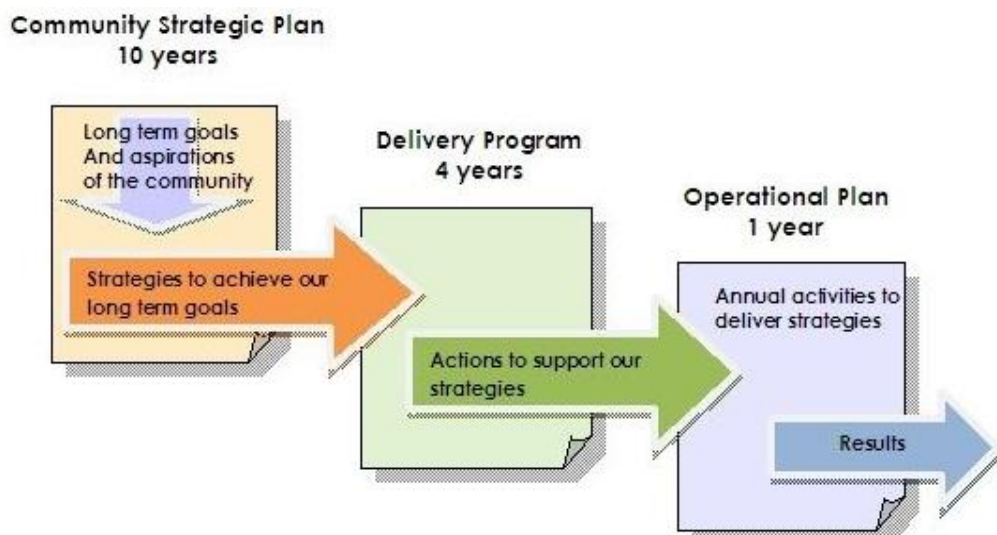 Community Strategic Plan
10 years
Long term goals
And aspirations
of the community
Strategies to achieve our
long term goals
Delivery Program
4 years
Actions to support our
strategies
Operational Plan
1 year
Annual activities to
deliver strategies
Results